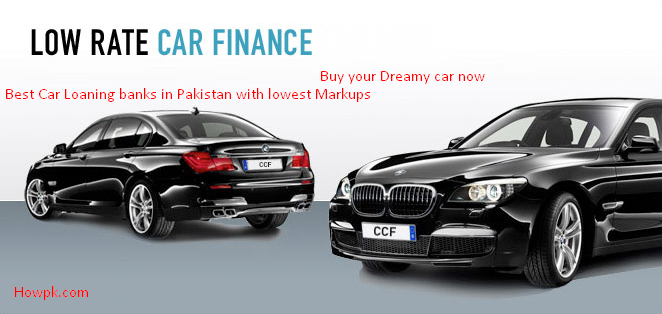 LOW RATE CAR FINANCE
Buy your Dreamy car now
Best Car Loaning banks in Pakistan with lowest Markups
CCF
CCF
Howpk.com